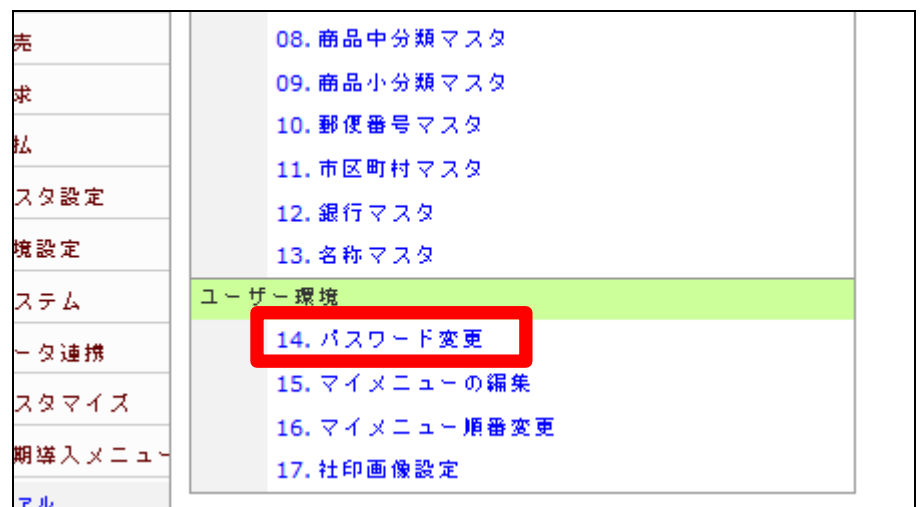 売
求
払
スタ設定
境設定
ステム
ータ連携
スタマイズ
期導入メニュー
アル
08. 商品中分類マスタ
09. 商品小分類マスタ
10. 郵便番号マスタ
11. 市区町村マスタ
12. 銀行マスタ
13. 名称マスタ
ユーザー環境
14. パスワード変更
15. マイメニューの編集
16. マイメニュー順番変更
17. 社印画像設定